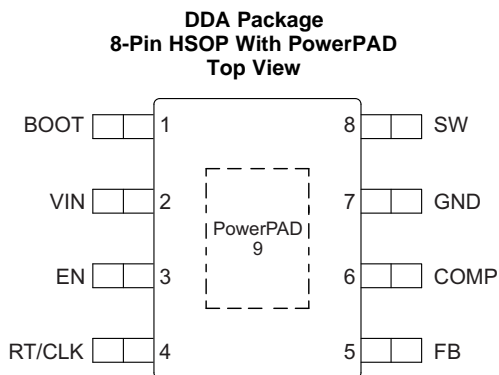 DDA Package
8-Pin HSOP With PowerPAD
Top View
BOOT 1 8 SW
VIN 2 7 GND
PowerPAD
9
EN 3 6 COMP
RT/CLK 4 5 FB